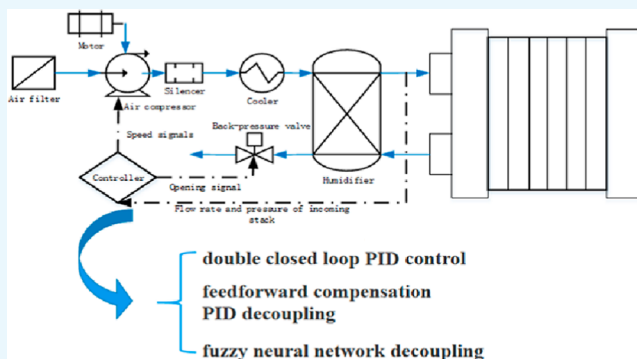 Motor
Air filter
Air compressor
Silencer
Cooler
Back-pressure valve
Speed signals
Controller
Opening signal
Humidifier
Flow rate and pressure of incoming
stack
double closed loop PID control
feedforward compensation
PID decoupling
fuzzy neural network decoupling